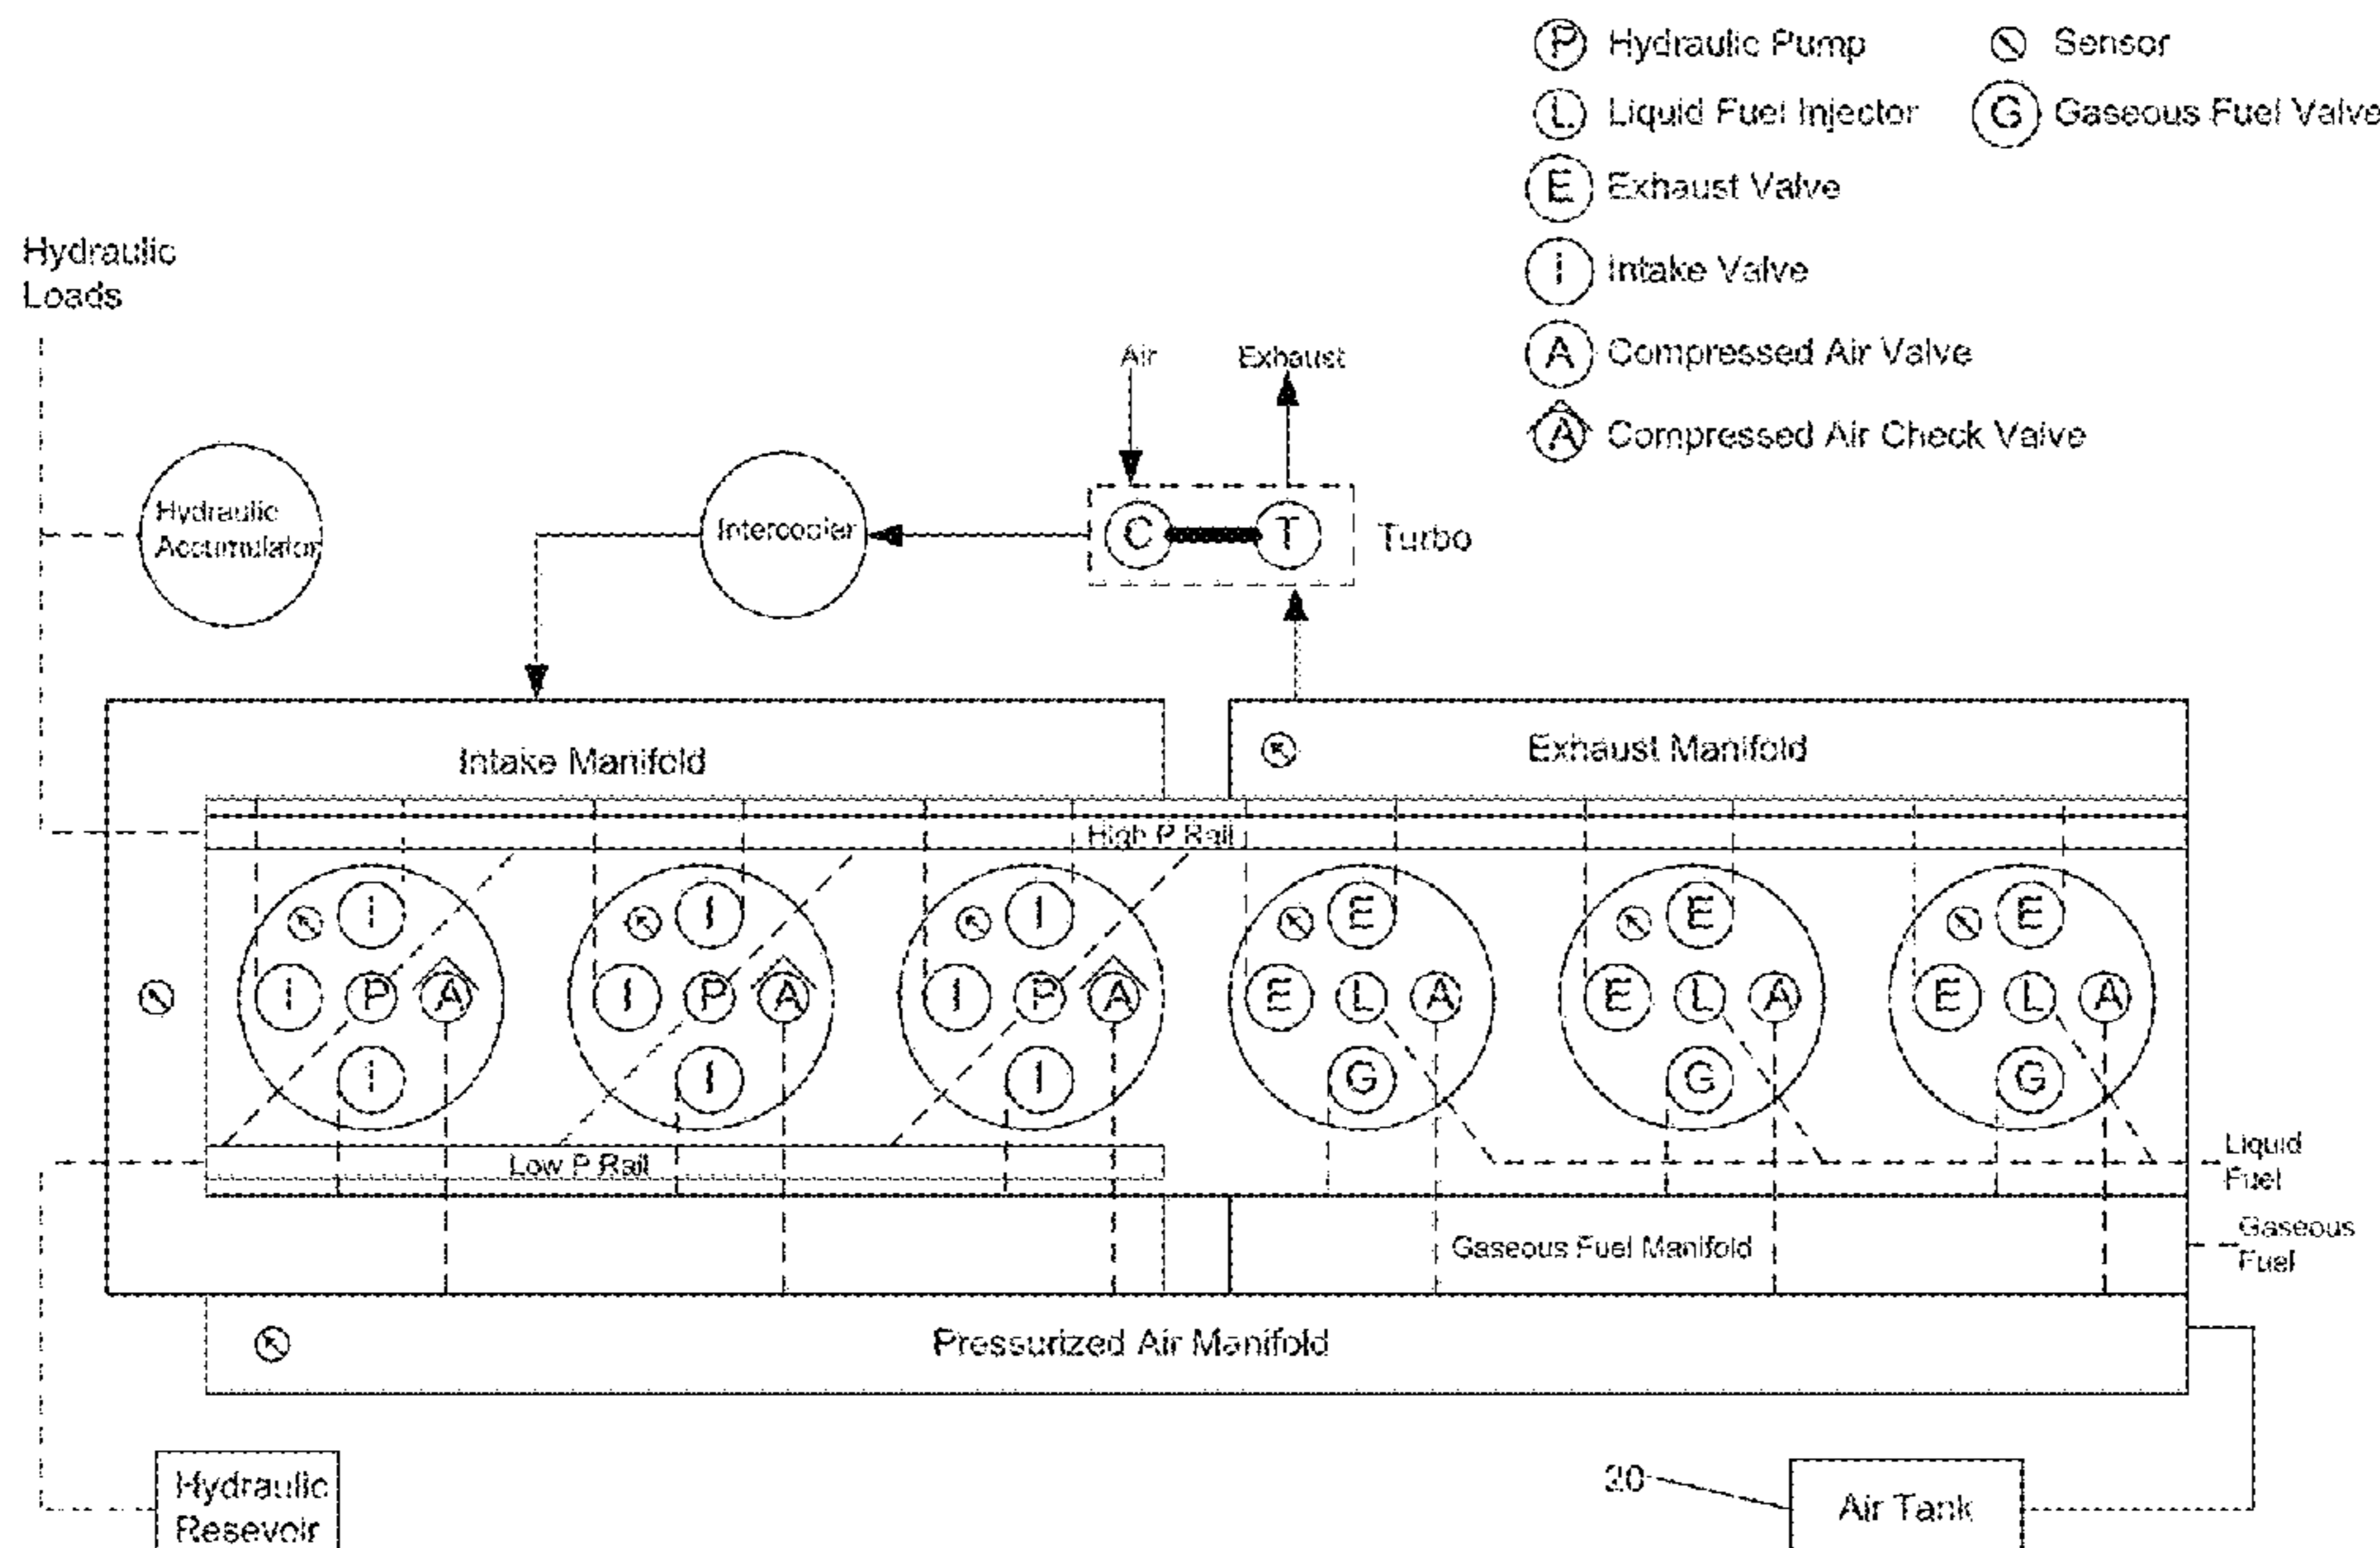 P Hydraulic Pump
Sensor
L Liquid Fuel Injector
G Gaseous Fuel Valve
E Exhaust Valve
I Intake Valve
A Compressed Air Valve
A Compressed Air Check Valve
Hydraulic
Loads
Air
Exhaust
Hydraulic
Accumulator
Intercooler
C
T
Turbo
Intake Manifold
Exhaust Manifold
High P Rail
I
I
I
E
E
E
I P A
I P A
I P A
E L A
E L A
E L A
I
I
I
G
G
G
Low P Rail
Liquid
Fuel
Gaseous Fuel Manifold
Gaseous
Fuel
Pressurized Air Manifold
Hydraulic
Resevoir
20
Air Tank